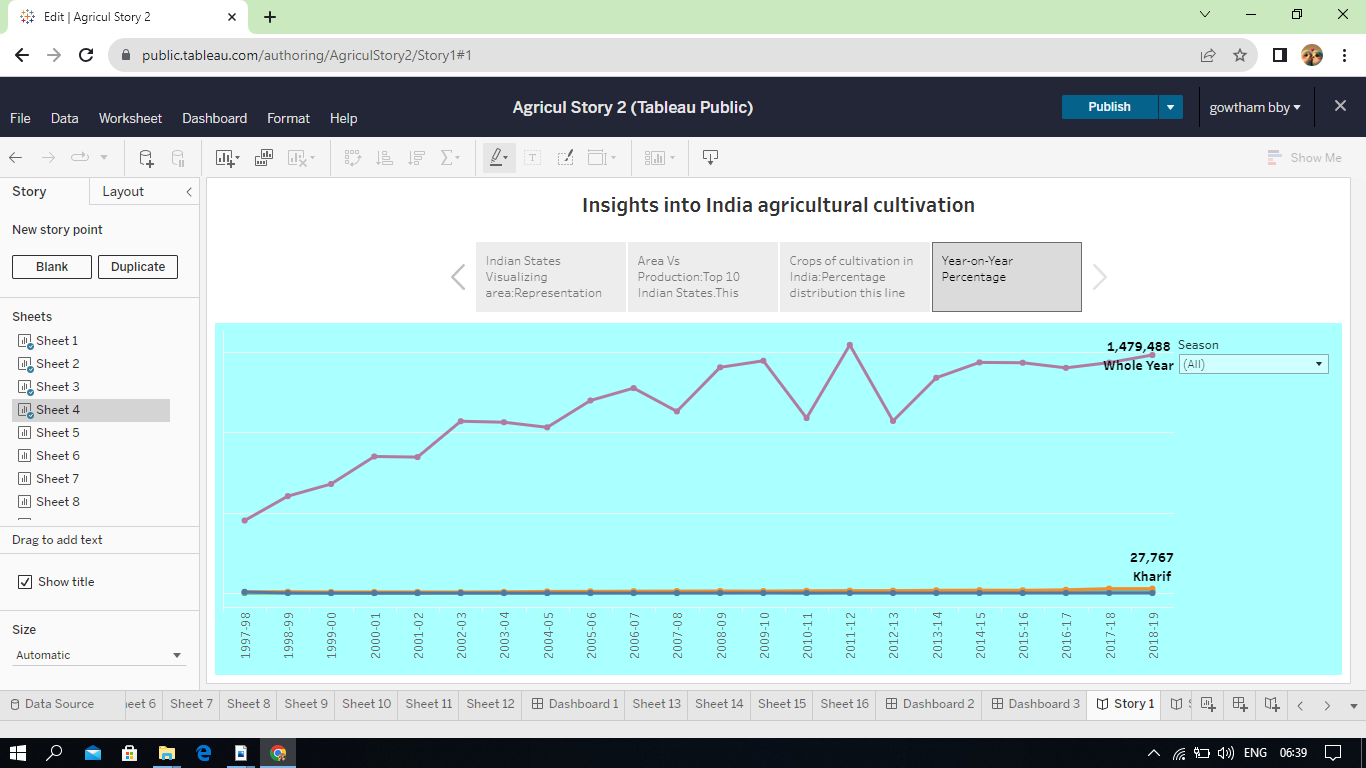 Edit | Agricul Story 2
public.tableau.com/authoring/AgriculStory2/Story1#1
Agricul Story 2 (Tableau Public)
Publish
gowtham bby
File Data Worksheet Dashboard Format Help
Show Me
Story Layout
New story point
Blank Duplicate
Sheets
Sheet 1
Sheet 2
Sheet 3
Sheet 4
Sheet 5
Sheet 6
Sheet 7
Sheet 8
Drag to add text
Show title
Size
Automatic
Insights into India agricultural cultivation
Indian States
Visualizing
area:Representation
Area Vs
Production:Top 10
Indian States.This
Crops of cultivation in
India:Percentage
distribution this line
Year-on-Year
Percentage
1,479,488
Whole Year
Season
(All)
27,767
Kharif
1997-98
1998-99
1999-00
2000-01
2001-02
2002-03
2003-04
2004-05
2005-06
2006-07
2007-08
2008-09
2009-10
2010-11
2011-12
2012-13
2013-14
2014-15
2015-16
2016-17
2017-18
2018-19
Data Source eet 6 Sheet 7 Sheet 8 Sheet 9 Sheet 10 Sheet 11 Sheet 12 Dashboard 1 Sheet 13 Sheet 14 Sheet 15 Sheet 16 Dashboard 2 Dashboard 3 Story 1
ENG 06:39